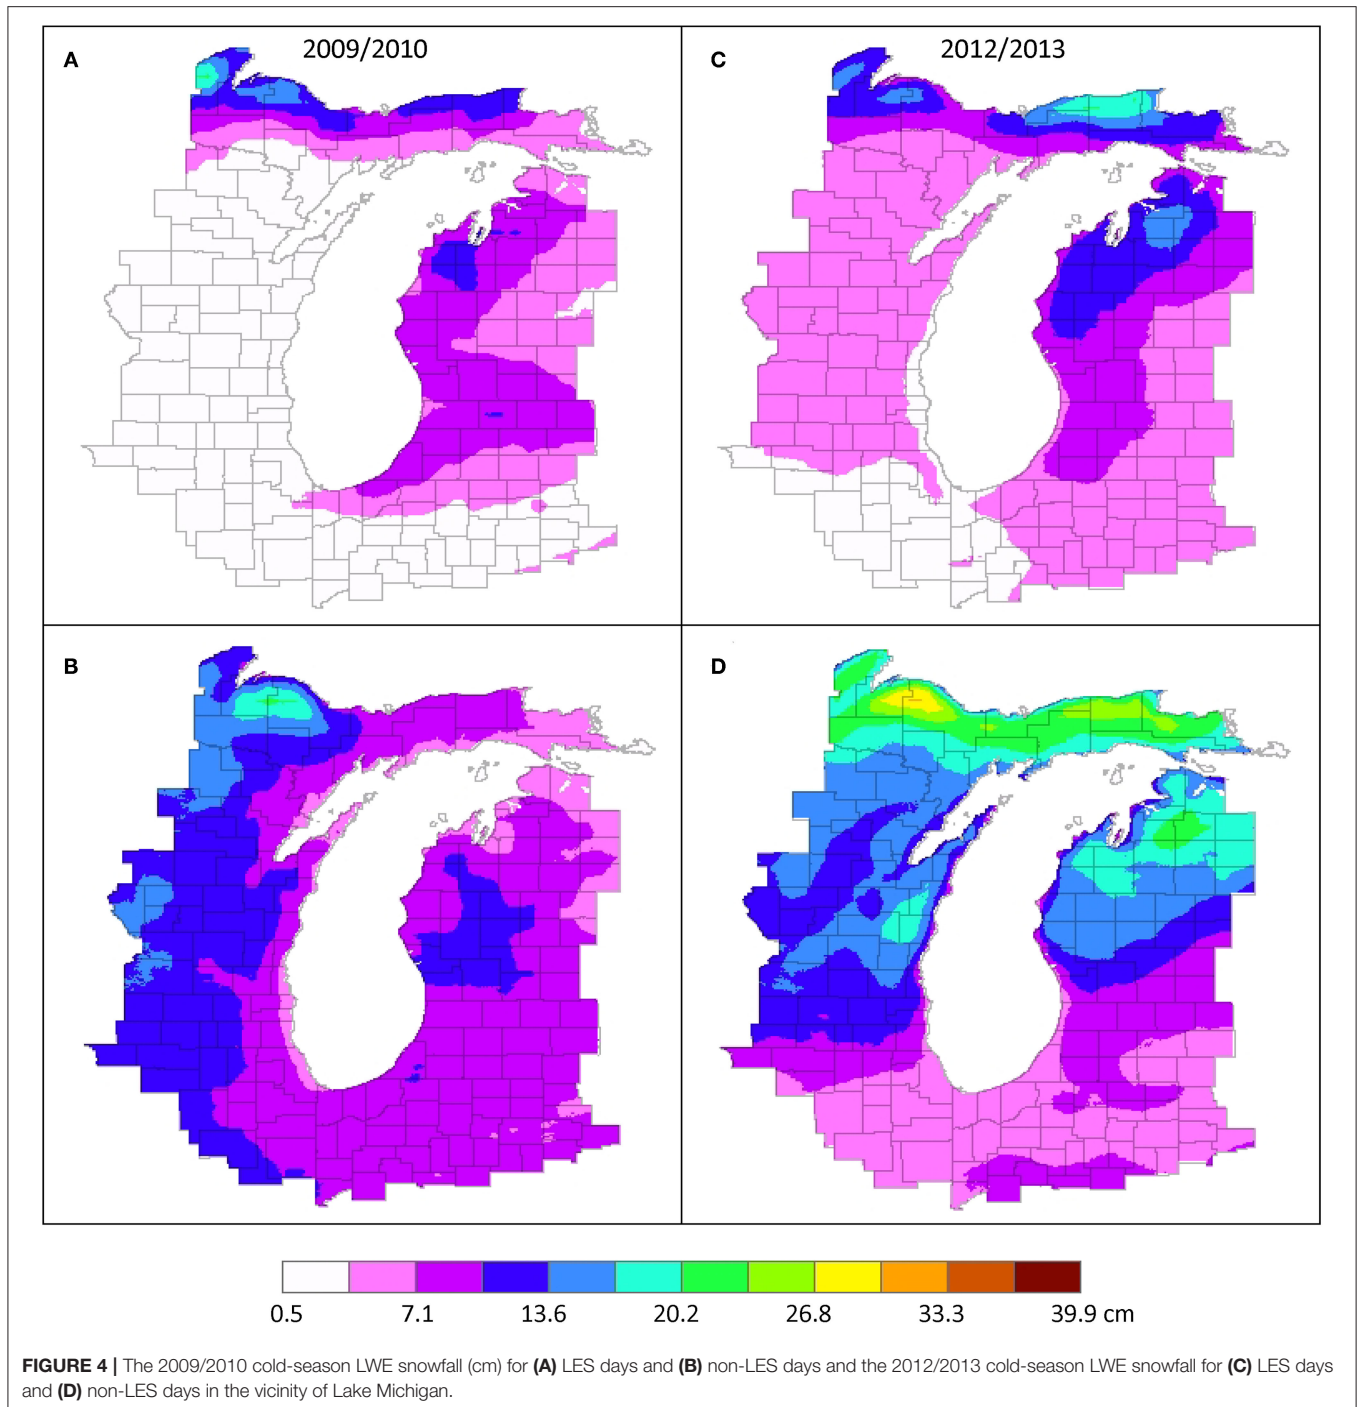 A
2009/2010
C
2012/2013
B
D
0.5 7.1 13.6 20.2 26.8 33.3 39.9 cm
FIGURE 4 | The 2009/2010 cold-season LWE snowfall (cm) for (A) LES days and (B) non-LES days and the 2012/2013 cold-season LWE snowfall for (C) LES days
and (D) non-LES days in the vicinity of Lake Michigan.